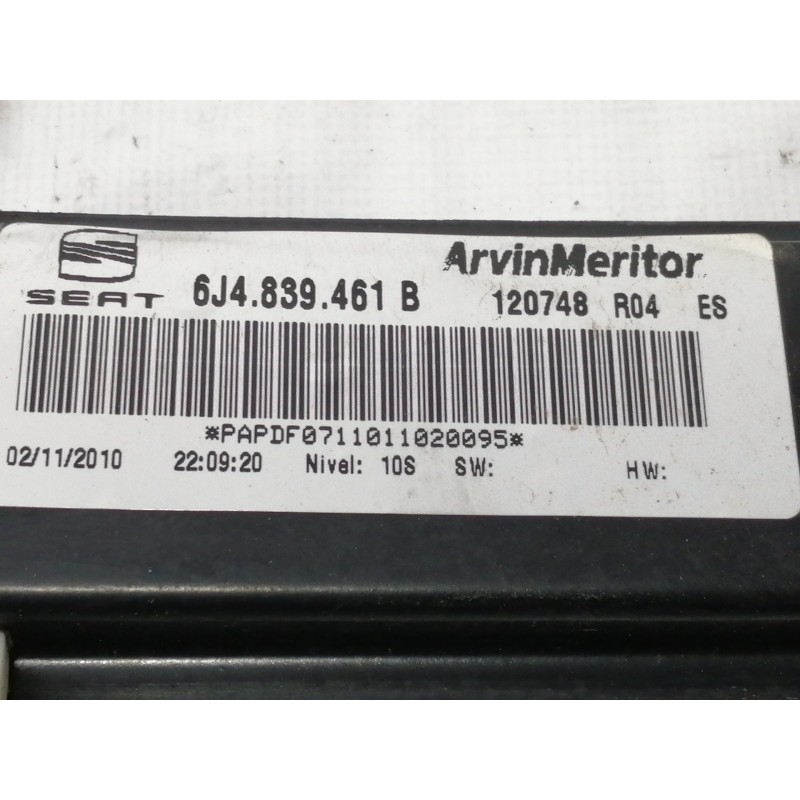 ArvinMeritor
SEAT 6J4.839.461 B 120748 R04 ES
*PAPDF0711011020095*
02/11/2010 22:09:20 Nivel: 10S SW: HW: